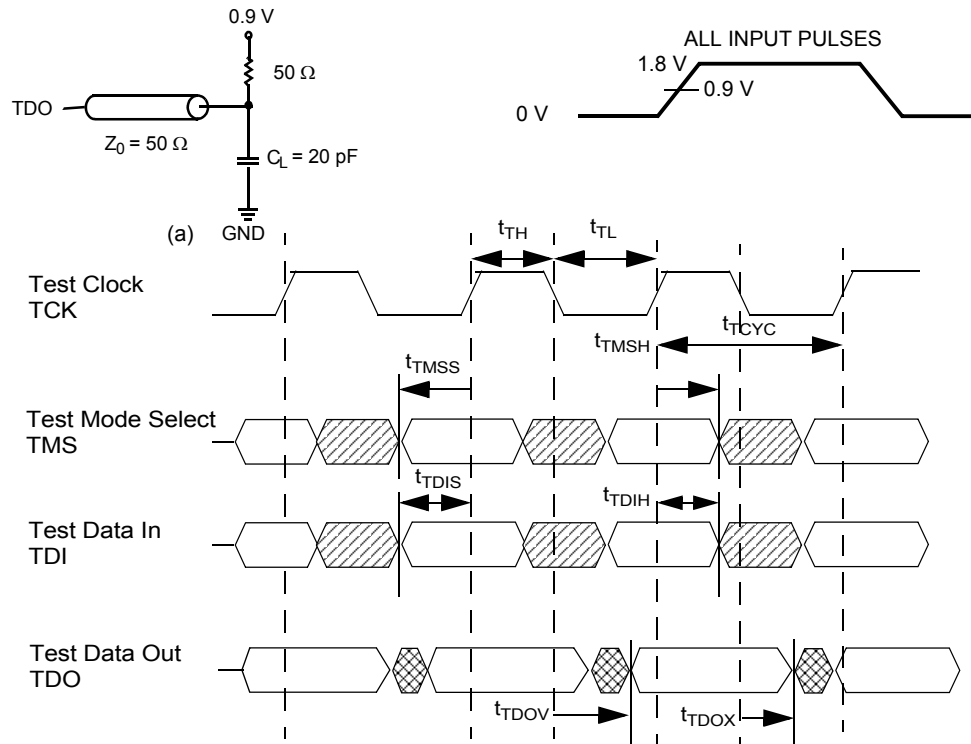 0.9 V
50 Ω
TDO
Z0 = 50 Ω
CL = 20 pF
(a)
GND
ALL INPUT PULSES
1.8 V
0.9 V
0 V
tTH
tTL
Test Clock
TCK
tTCYC
tTMSH
tTMSS
Test Mode Select
TMS
tTDIS
tTDIH
Test Data In
TDI
Test Data Out
TDO
tTDOV
tTDOX